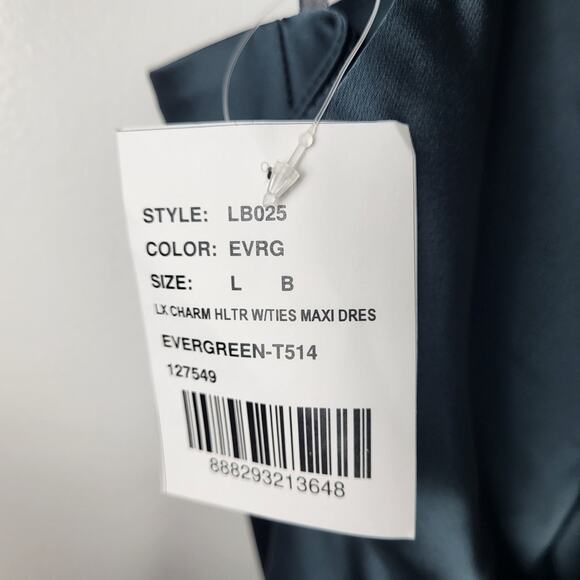 STYLE: LB025
COLOR: EVRG
SIZE: L B
LX CHARM HLTR W/TIES MAXI DRES
EVERGREEN-T514
127549
888293213648